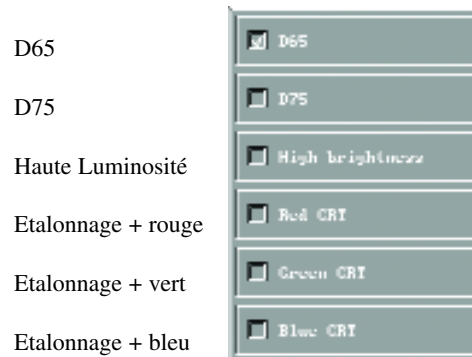 D65
D65
D75
D75
Haute Luminosité
High brightness
Etalonnage + rouge
Red CRT
Etalonnage + vert
Green CRT
Etalonnage + bleu
Blue CRT